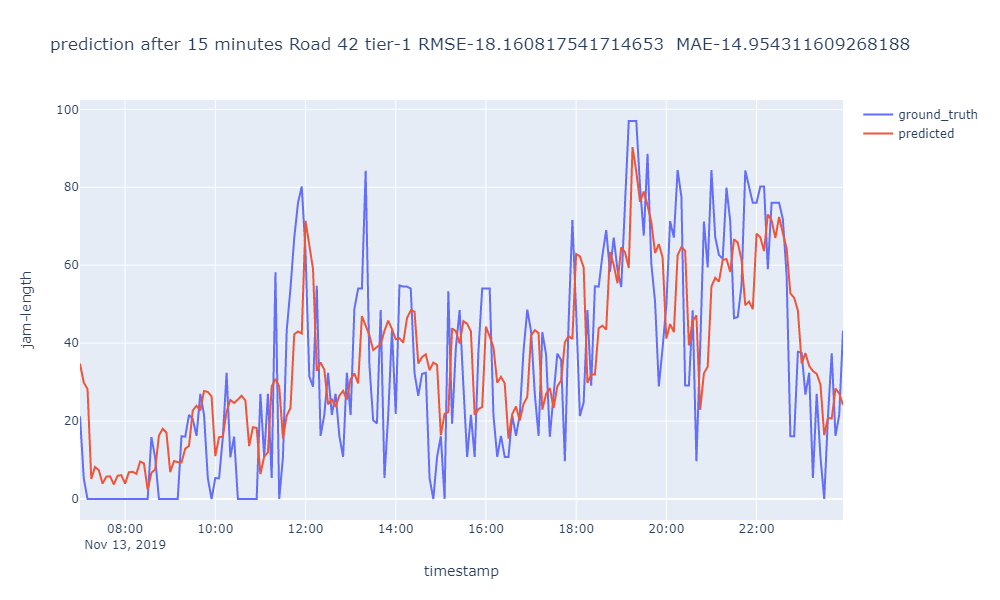 prediction after 15 minutes Road 42 tier-1 RMSE-18.160817541714653  MAE-14.954311609268188
ground_truth
predicted
100
80
60
40
20
0
jam-length
08:00 10:00 12:00 14:00 16:00 18:00 20:00 22:00
Nov 13, 2019
timestamp